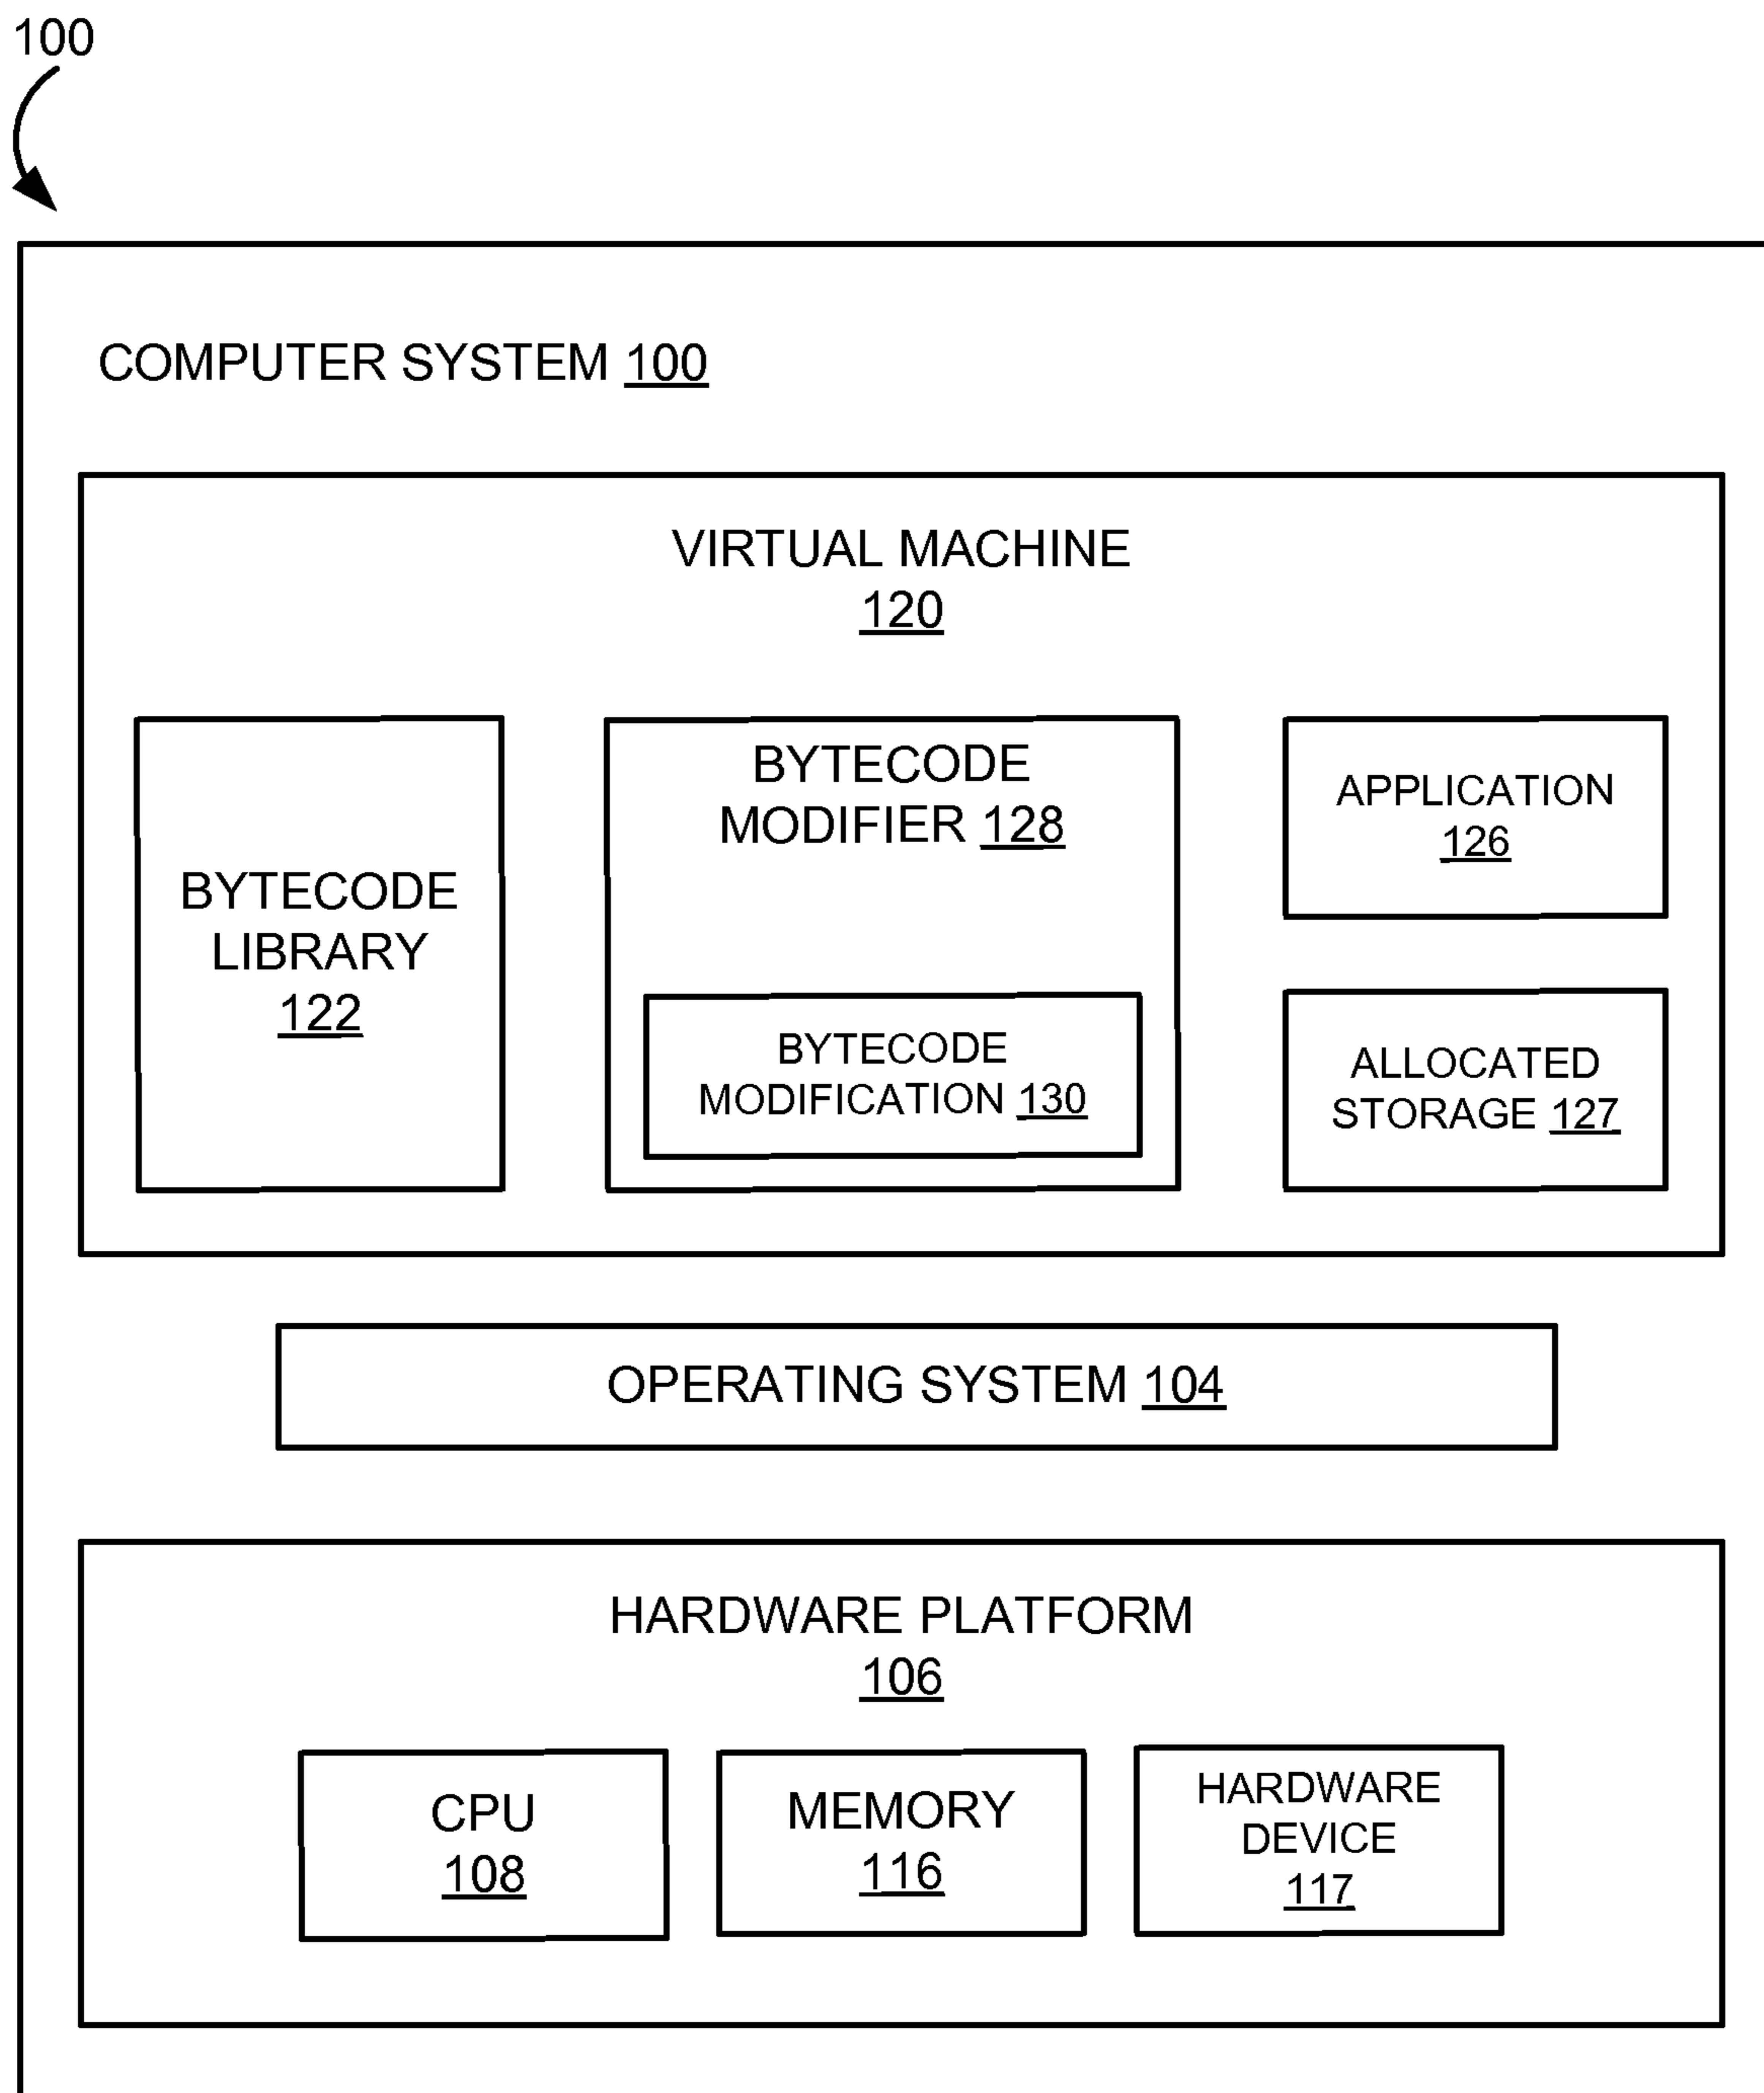 100
COMPUTER SYSTEM 100
VIRTUAL MACHINE
120
BYTECODE
LIBRARY
122
BYTECODE
MODIFIER 128
BYTECODE
MODIFICATION 130
APPLICATION
126
ALLOCATED
STORAGE 127
OPERATING SYSTEM 104
HARDWARE PLATFORM
106
CPU
108
MEMORY
116
HARDWARE
DEVICE
117